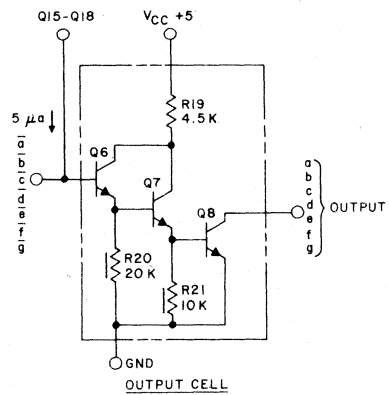 Q15-Q18
VCC +5
R19
4.5K
5 μa
Q6
a̅
b̅
c̅
d̅
e̅
f̅
g̅
Q7
Q8
a
b
c
d
e
f
g
OUTPUT
R20
20K
R21
10K
GND
OUTPUT CELL